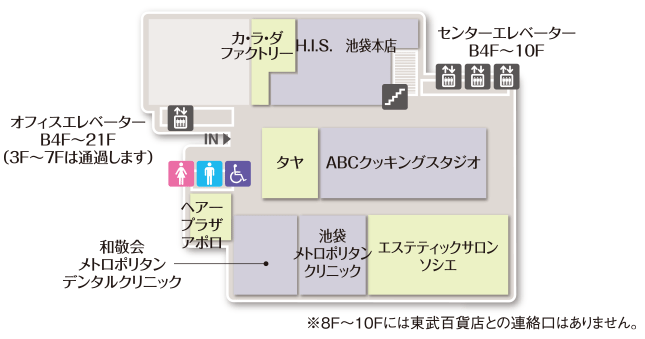 カ・ラ・ダ
ファクトリー
H.I.S. 池袋本店
センターエレベーター
B4F～10F
オフィスエレベーター
B4F～21F
(3F～7Fは通過します)
IN
タヤ
ABCクッキングスタジオ
ヘアー
プラザ
アポロ
和敬会
メトロポリタン
デンタルクリニック
池袋
メトロポリタン
クリニック
エステティックサロン
ソシエ
※8F～10Fには東武百貨店との連絡口はありません。